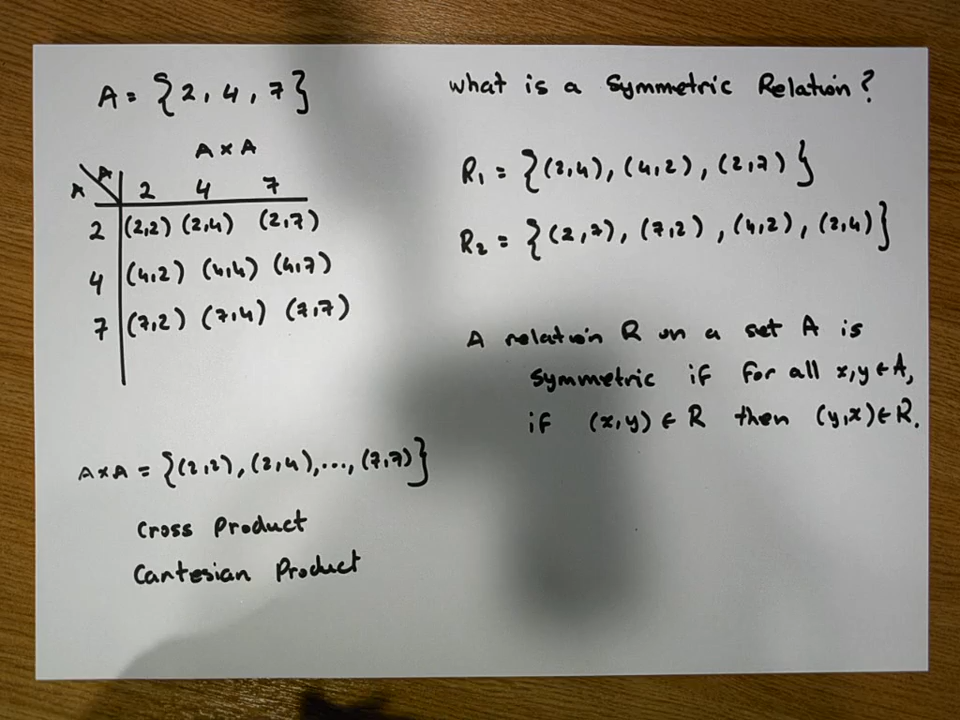 A = {2, 4, 7}
A × A
A A 2 4 7
2 (2,2) (2,4) (2,7)
4 (4,2) (4,4) (4,7)
7 (7,2) (7,4) (7,7)
A×A = {(2,2), (2,4), ..., (7,7)}
Cross Product
Cartesian Product
what is a Symmetric Relation?
R₁ = {(2,4), (4,2), (2,7)}
R₂ = {(2,7), (7,2), (4,2), (2,4)}
A relation R on a set A is
symmetric if for all x,y ∈ A,
if (x,y) ∈ R then (y,x) ∈ R.